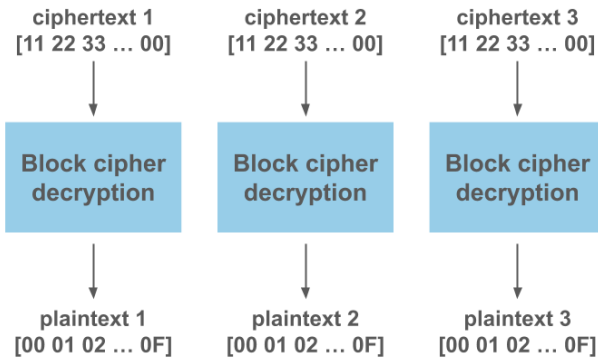 ciphertext 1
[11 22 33 … 00]
ciphertext 2
[11 22 33 … 00]
ciphertext 3
[11 22 33 … 00]
Block cipher
decryption
Block cipher
decryption
Block cipher
decryption
plaintext 1
[00 01 02 … 0F]
plaintext 2
[00 01 02 … 0F]
plaintext 3
[00 01 02 … 0F]